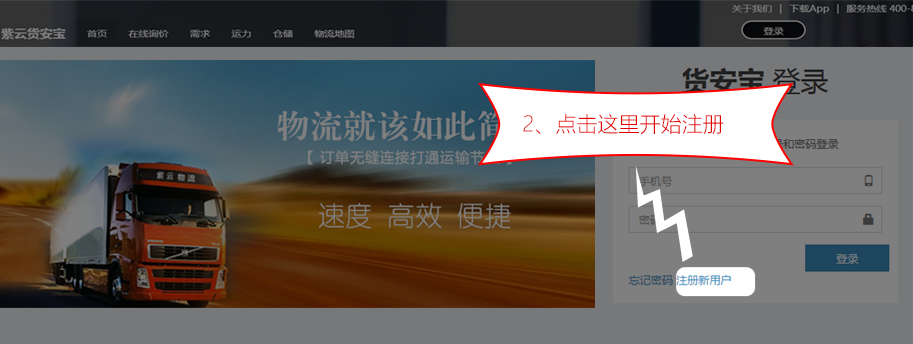 关于我们 | 下载App | 服务热线 400-
紫云货安宝 首页 在线询价 需求 运力 仓储 物流地图 登录
货安宝 登录
2、点击这里开始注册
物流就该如此简
【 订单无缝连接打通运输节 】
速度 高效 便捷
紫云物流
和密码登录
手机号
密码
登录
忘记密码 注册新用户